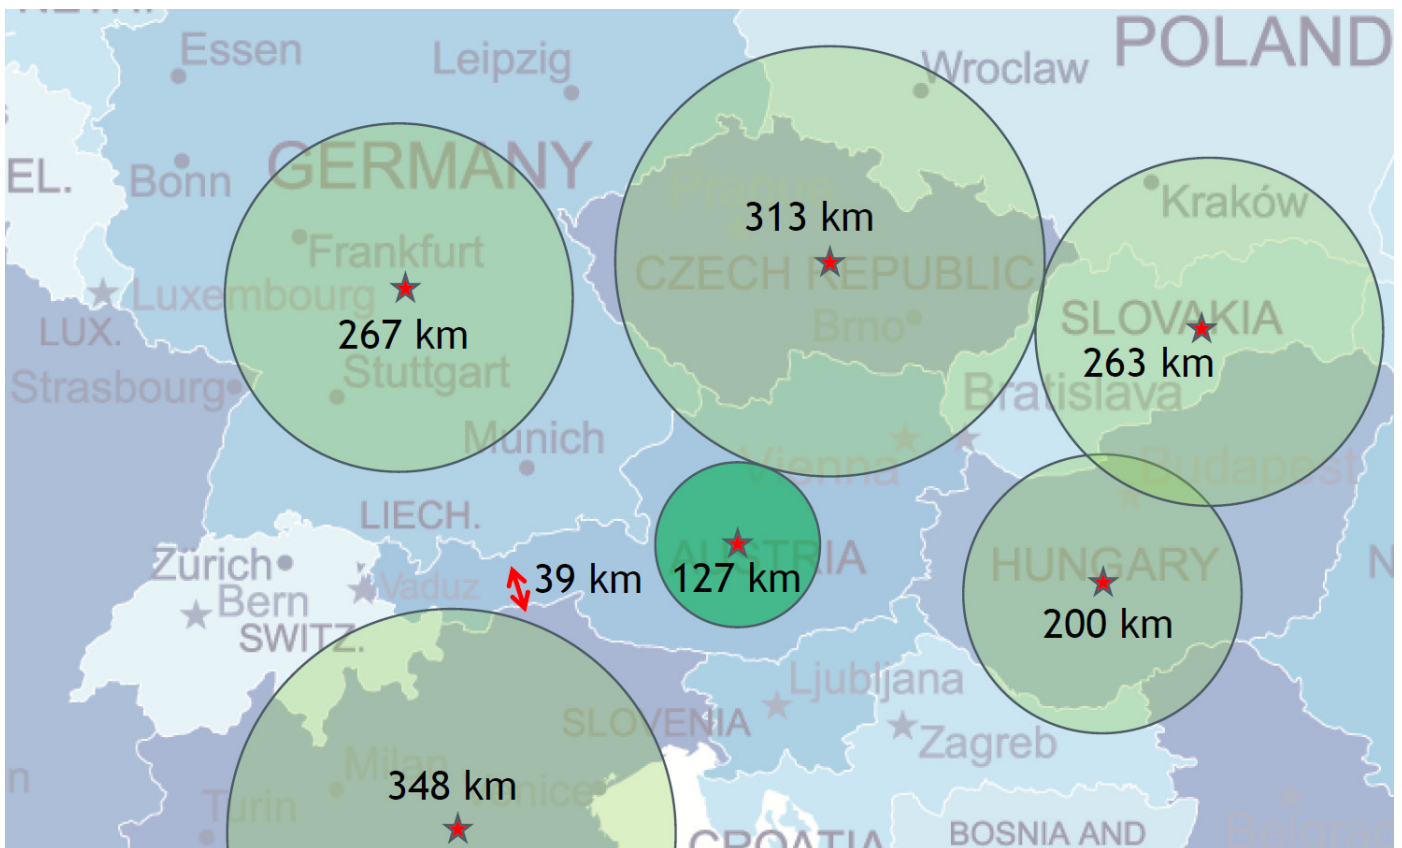 POLAND
Essen
Leipzig
Wroclaw
GERMANY
EL.
Bonn
Prague
Kraków
313 km
Frankfurt
CZECH REPUBLIC
Luxembourg
SLOVAKIA
LUX.
267 km
Brno
263 km
Strasbourg
Stuttgart
Bratislava
Munich
Vienna
Budapest
LIECH.
Zürich
AUSTRIA
HUNGARY
39 km
127 km
Vaduz
Bern
200 km
SWITZ.
Ljubljana
SLOVENIA
Zagreb
n
Milan
348 km
Venice
Turin
CROATIA
BOSNIA AND
N